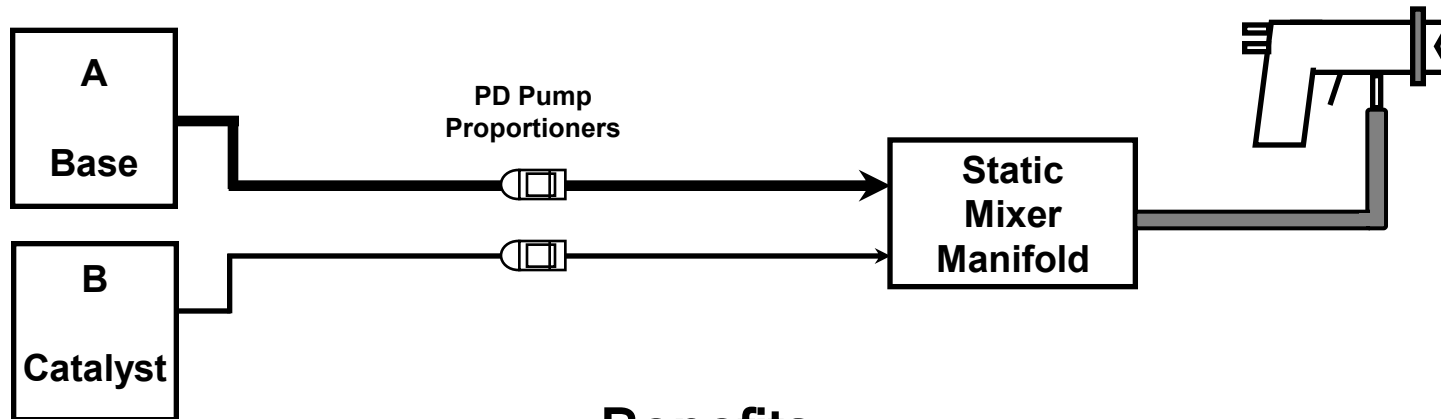 A
Base
PD Pump
Proportioners
Static
Mixer
Manifold
B
Catalyst
Benefits